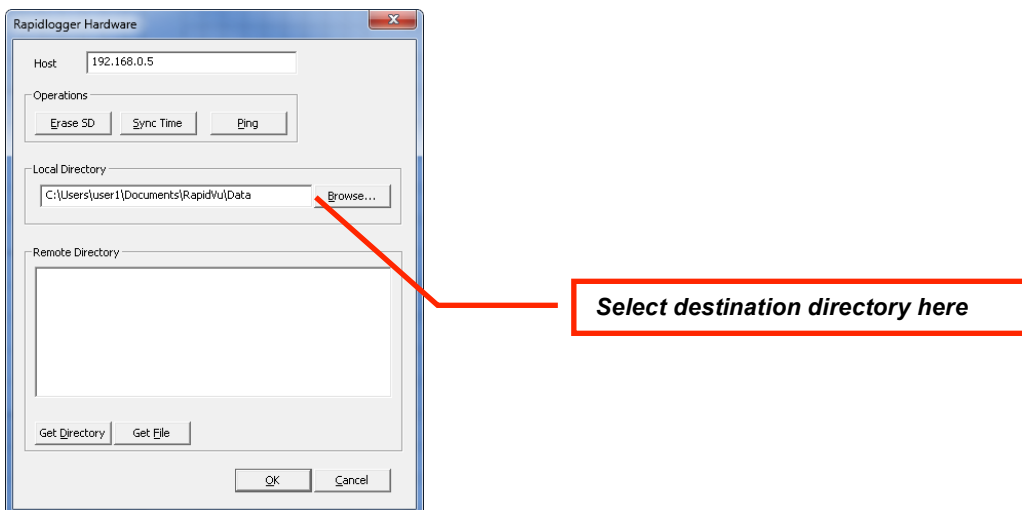 Rapidlogger Hardware
Host 192.168.0.5
Operations
Erase SD Sync Time Ping
Local Directory
C:\Users\user1\Documents\RapidVu\Data Browse...
Select destination directory here
Remote Directory
Get Directory Get File
OK Cancel